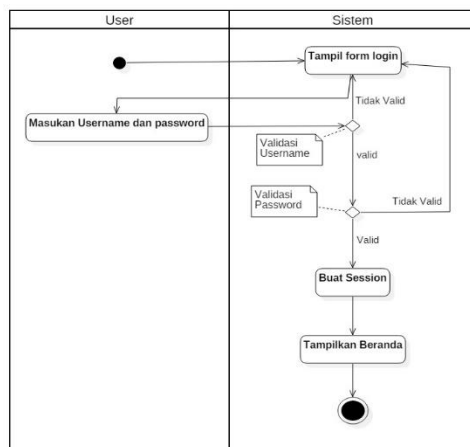 User
Sistem
Tampil form login
Tidak Valid
Masukan Username dan password
Validasi
Username
valid
Validasi
Password
Tidak Valid
Valid
Buat Session
Tampilkan Beranda